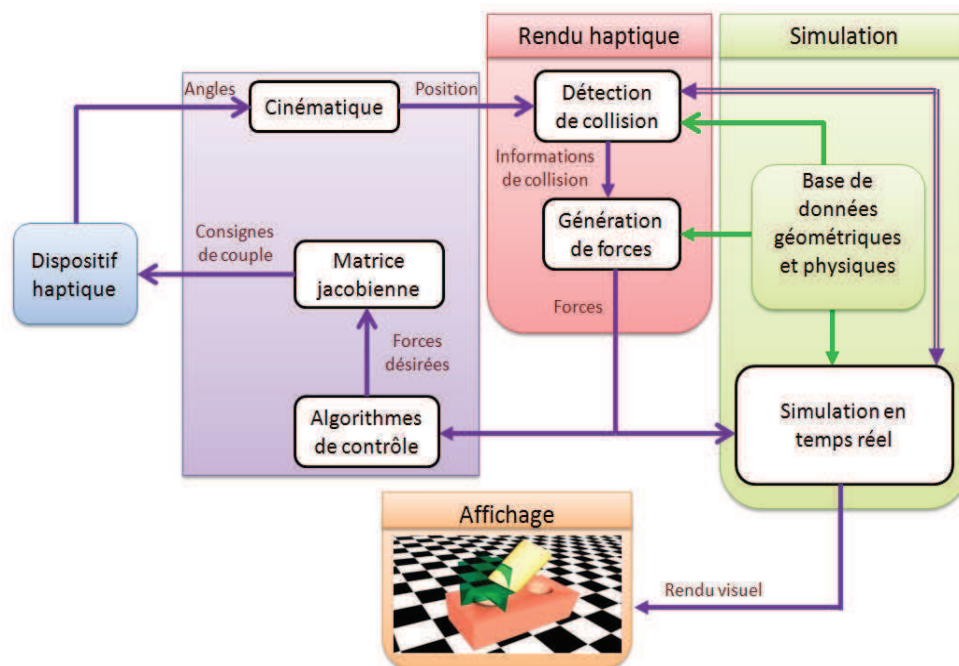 Rendu haptique
Simulation
Angles
Cinématique
Position
Détection
de collision
Informations
de collision
Base de
données
géométriques
et physiques
Génération
de forces
Consignes
de couple
Dispositif
haptique
Matrice
jacobienne
Forces
Forces
désirées
Algorithmes
de contrôle
Simulation en
temps réel
Affichage
Rendu visuel